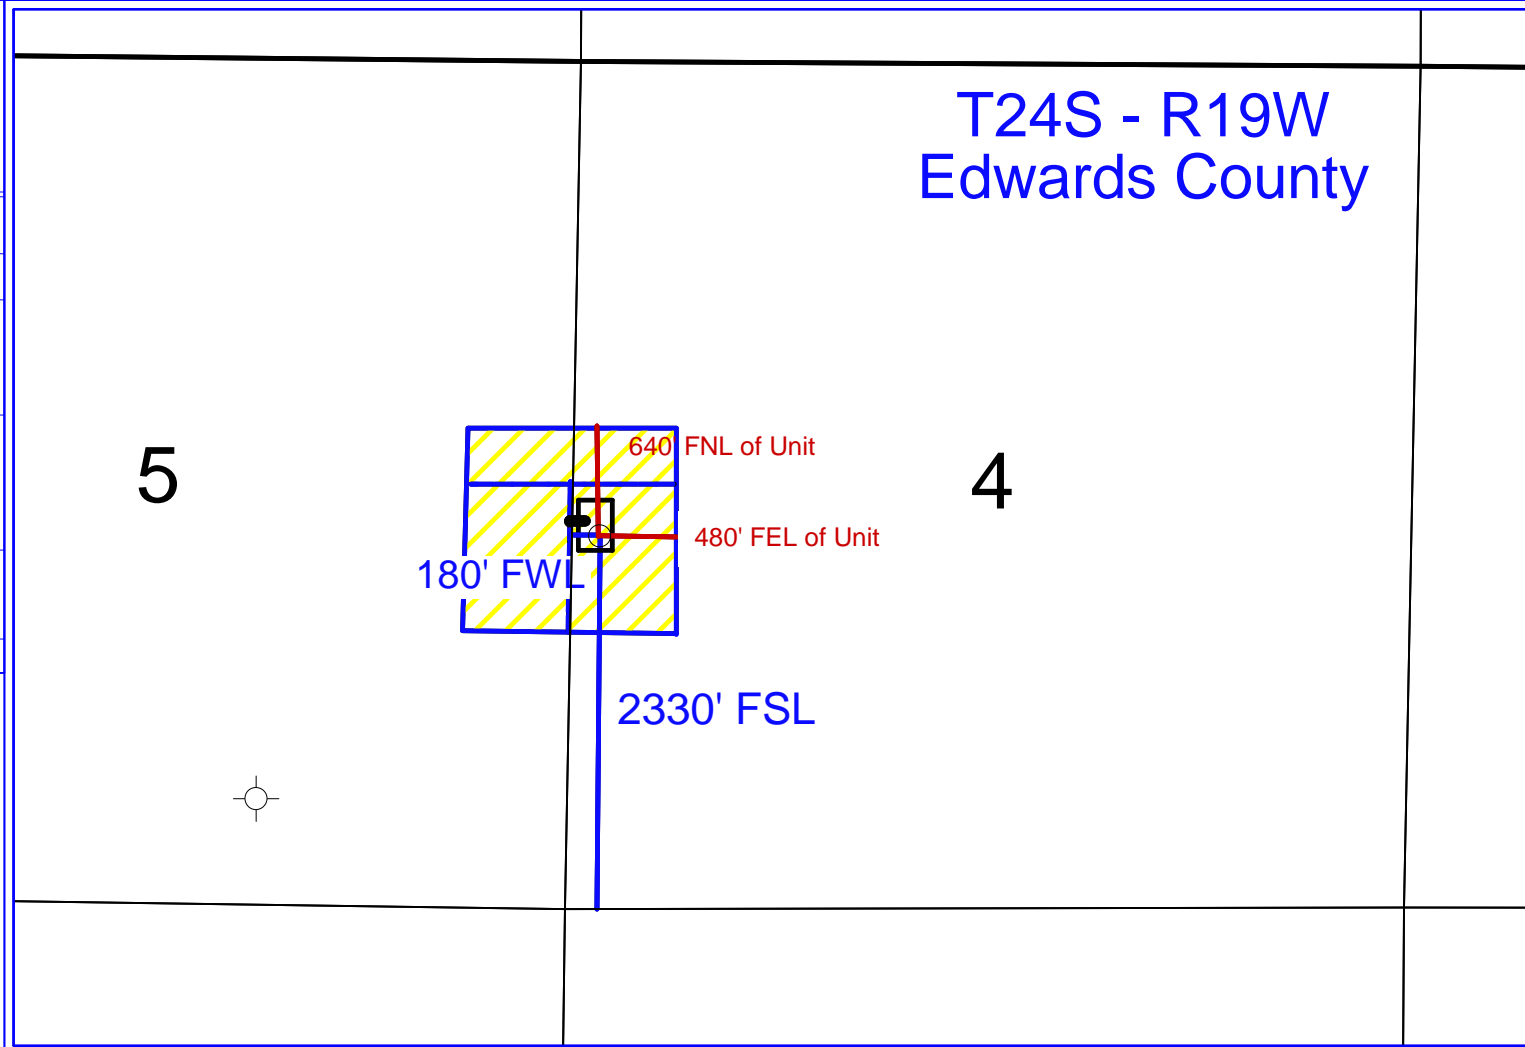 T24S - R19W
Edwards County
640' FNL of Unit
5
4
480' FEL of Unit
180' FWL
2330' FSL